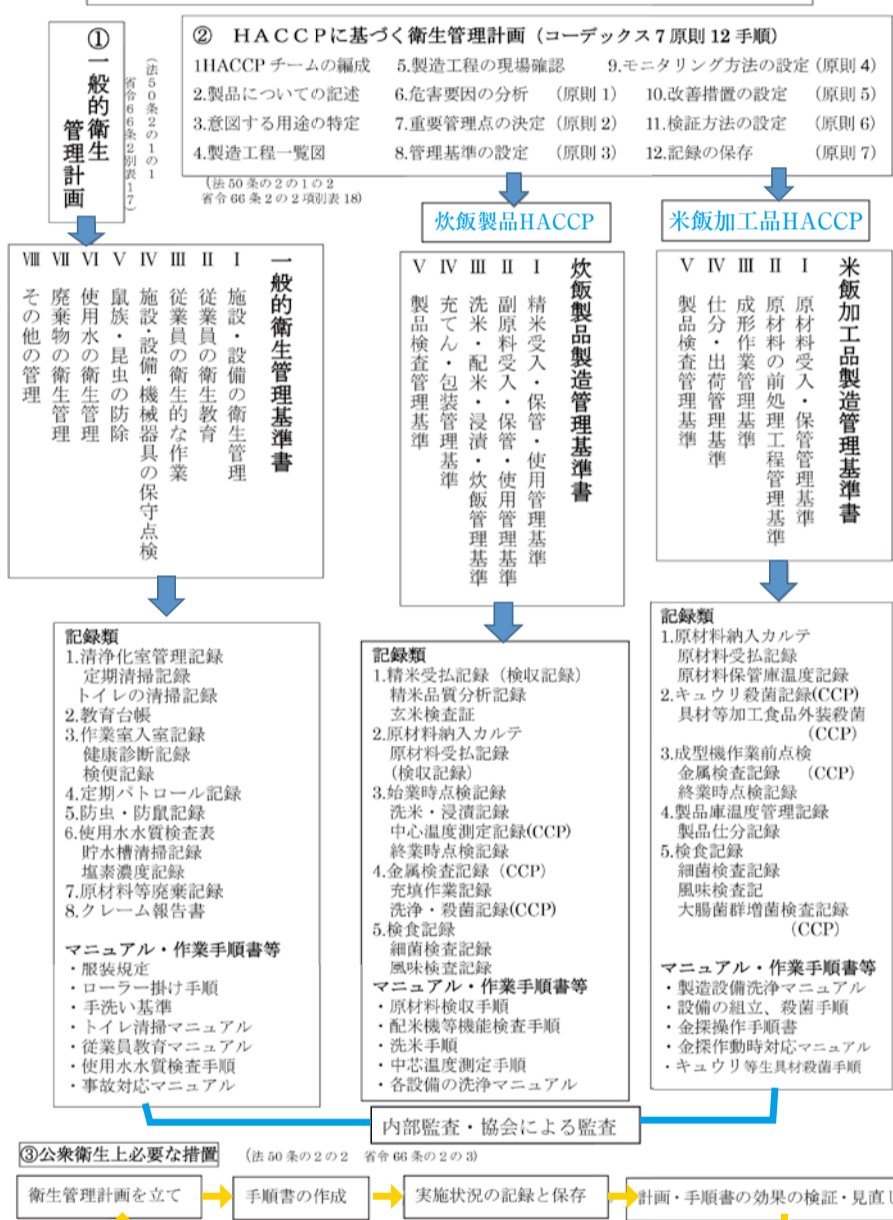 ①一般的衛生
管理計画
(法50条2の1の1
省令66条2別表17)
② HACCPに基づく衛生管理計画(コーデックス7原則12手順)
1HACCPチームの編成 5.製造工程の現場確認 9.モニタリング方法の設定(原則4)
2.製品についての記述 6.危害要因の分析 (原則1) 10.改善措置の設定 (原則5)
3.意図する用途の特定 7.重要管理点の決定(原則2) 11.検証方法の設定 (原則6)
4.製造工程一覧図 8.管理基準の設定 (原則3) 12.記録の保存 (原則7)
(法50条の2の1の2
省令66条2の2項別表18)
炊飯製品HACCP
米飯加工品HACCP
一般的衛生管理基準書
Ⅰ 施設・設備の衛生管理
Ⅱ 従業員の衛生教育
Ⅲ 従業員の衛生的な作業
Ⅳ 施設・設備・機械器具の保守点検
Ⅴ 鼠族・昆虫の防除
Ⅵ 使用水の衛生管理
Ⅶ 廃棄物の衛生管理
Ⅷ その他の管理
炊飯製品製造管理基準書
Ⅰ 精米受入・保管・使用管理基準
Ⅱ 副原料受入・保管・使用管理基準
Ⅲ 洗米・配米・浸漬・炊飯管理基準
Ⅳ 充てん・包装管理基準
Ⅴ 製品検査管理基準
米飯加工品製造管理基準書
Ⅰ 原材料受入・保管管理基準
Ⅱ 原材料の前処理工程管理基準
Ⅲ 成形作業管理基準
Ⅳ 仕分・出荷管理基準
Ⅴ 製品検査管理基準
記録類
1.清浄化室管理記録
定期清掃記録
トイレの清掃記録
2.教育台帳
3.作業室入室記録
健康診断記録
検便記録
4.定期パトロール記録
5.防虫・防鼠記録
6.使用水水質検査表
貯水槽清掃記録
塩素濃度記録
7.原材料等廃棄記録
8.クレーム報告書
マニュアル・作業手順書等
・服装規定
・ローラー掛け手順
・手洗い基準
・トイレ清掃マニュアル
・従業員教育マニュアル
・使用水水質検査手順
・事故対応マニュアル
記録類
1.精米受払記録(検収記録)
精米品質分析記録
玄米検査証
2.原材料納入カルテ
原材料受払記録
(検収記録)
3.始業時点検記録
洗米・浸漬記録
中心温度測定記録(CCP)
終業時点検記録
4.金属検査記録(CCP)
充填作業記録
洗浄・殺菌記録(CCP)
5.検食記録
細菌検査記録
風味検査記録
マニュアル・作業手順書等
・原材料検収手順
・配米機等機能検査手順
・洗米手順
・中芯温度測定手順
・各設備の洗浄マニュアル
記録類
1.原材料納入カルテ
原材料受払記録
原材料保管庫温度記録
2.キュウリ殺菌記録(CCP)
具材等加工食品外装殺菌
(CCP)
3.成型機作業前点検
金属検査記録 (CCP)
終業時点検記録
4.製品庫温度管理記録
製品仕分記録
5.検食記録
細菌検査記録
風味検査記
大腸菌群増菌検査記録
(CCP)
マニュアル・作業手順書等
・製造設備洗浄マニュアル
・設備の組立、殺菌手順
・金探操作手順書
・金探作動時対応マニュアル
・キュウリ等生具材殺菌手順
内部監査・協会による監査
③公衆衛生上必要な措置 (法50条の2の2 省令66条の2の3)
衛生管理計画を立て
手順書の作成
実施状況の記録と保存
計画・手順書の効果の検証・見直し